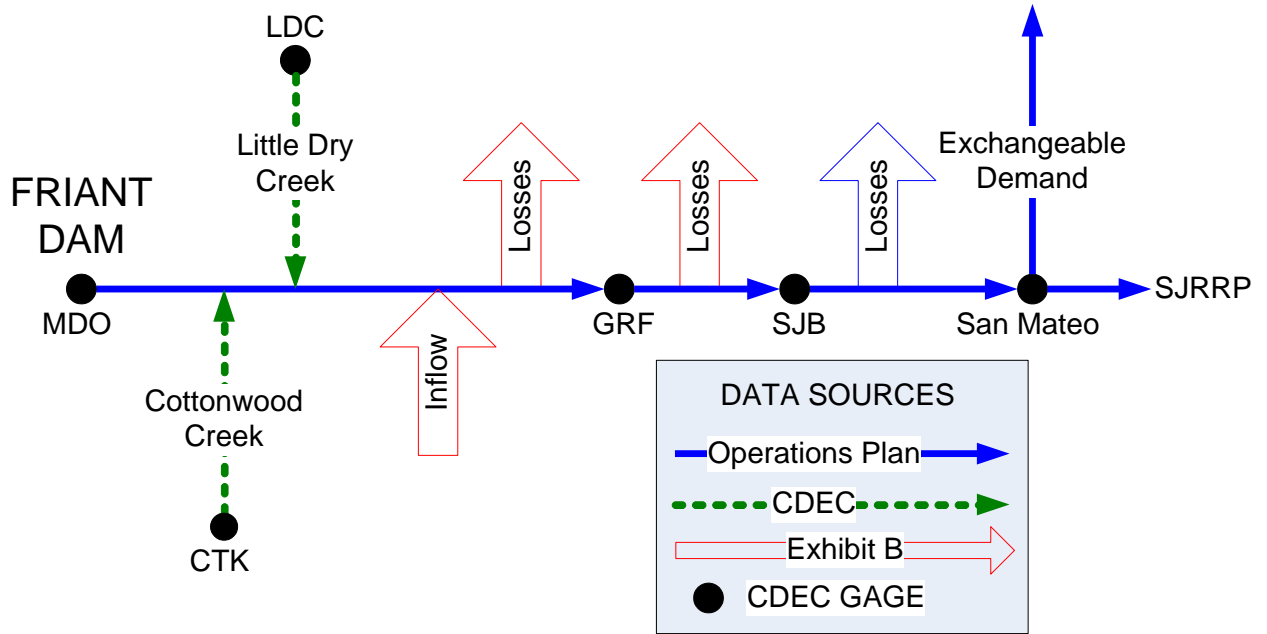 LDC
Little Dry
Creek
FRIANT
DAM
MDO
Cottonwood
Creek
CTK
Inflow
Losses
GRF
Losses
SJB
Losses
Exchangeable
Demand
San Mateo
SJRRP
DATA SOURCES
Operations Plan
CDEC
Exhibit B
CDEC GAGE